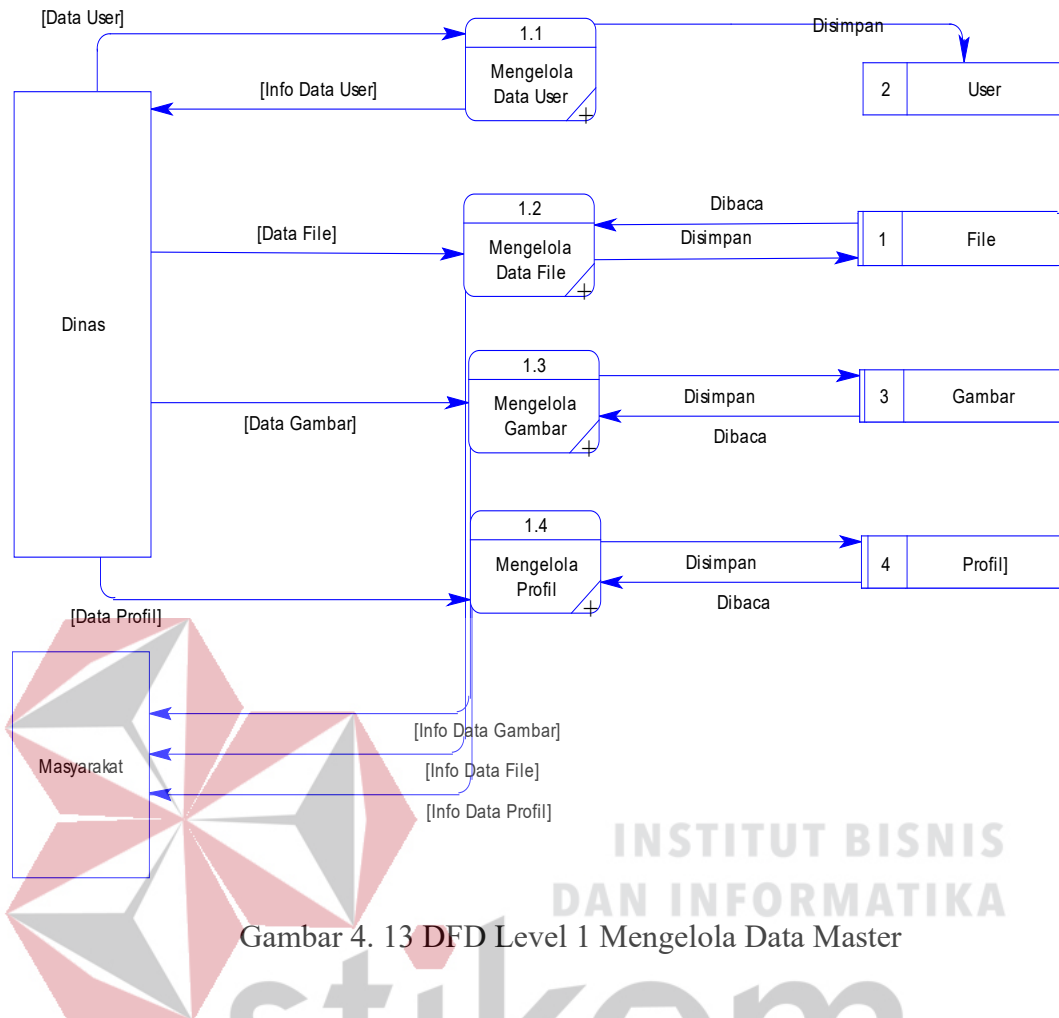 [Data User]
1.1
Mengelola
Data User
Disimpan
2
User
[Info Data User]
1.2
Mengelola
Data File
[Data File]
Dibaca
Disimpan
1
File
Dinas
1.3
Mengelola
Gambar
[Data Gambar]
Disimpan
Dibaca
3
Gambar
1.4
Mengelola
Profil
Disimpan
Dibaca
4
Profil]
[Data Profil]
Masyarakat
[Info Data Gambar]
[Info Data File]
[Info Data Profil]
INSTITUT BISNIS
DAN INFORMATIKA
Gambar 4. 13 DFD Level 1 Mengelola Data Master
stikom